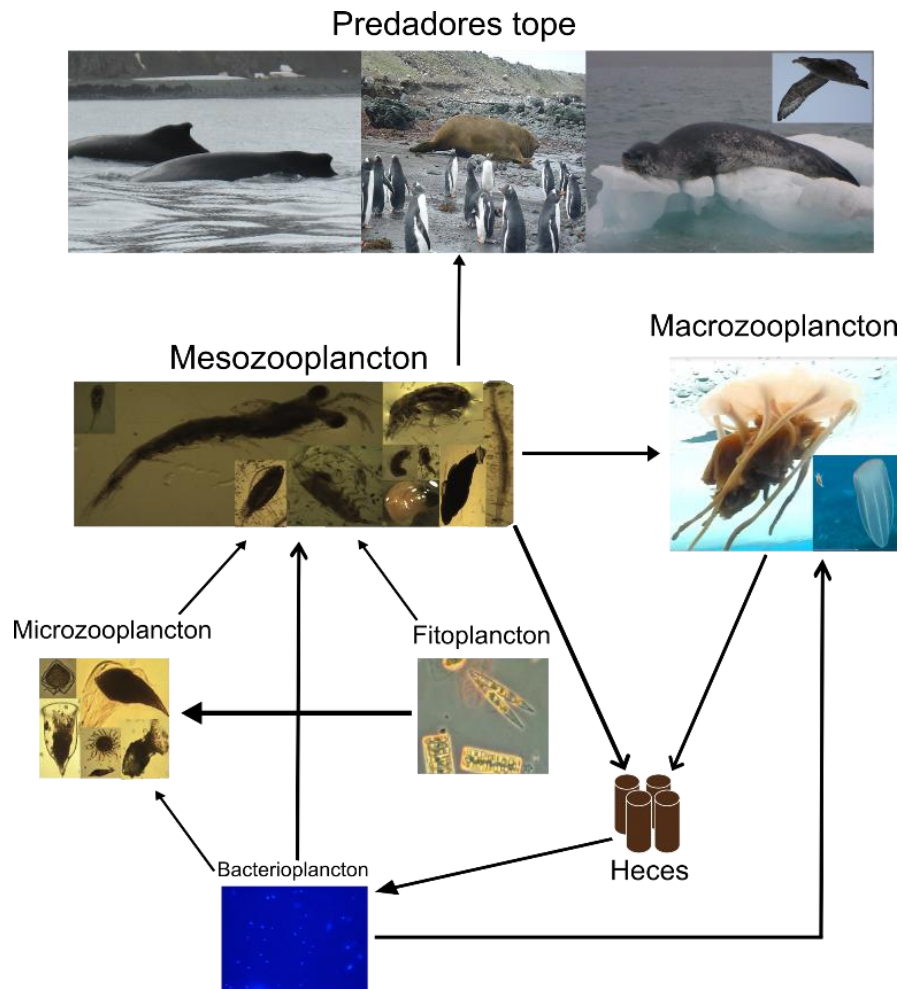 Predadores tope
Macrozooplancton
Mesozooplancton
Microzooplancton
Fitoplancton
Bacterioplancton
Heces